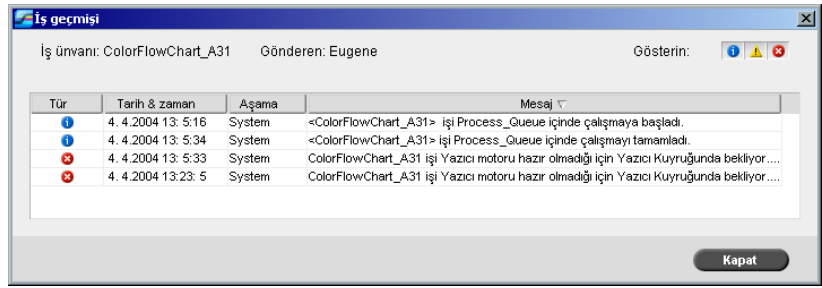 İş geçmişi
İş ünvanı: ColorFlowChart_A31 Gönderen: Eugene Gösterin:
Tür Tarih & zaman Aşama Mesaj
4. 4.2004 13: 5:16 System <ColorFlowChart_A31> işi Process_Queue içinde çalışmaya başladı.
4. 4.2004 13: 5:34 System <ColorFlowChart_A31> işi Process_Queue içinde çalışmayı tamamladı.
4. 4.2004 13: 5:33 System ColorFlowChart_A31 işi Yazıcı motoru hazır olmadığı için Yazıcı Kuyruğunda bekliyor....
4. 4.2004 13:23: 5 System ColorFlowChart_A31 işi Yazıcı motoru hazır olmadığı için Yazıcı Kuyruğunda bekliyor....
Kapat